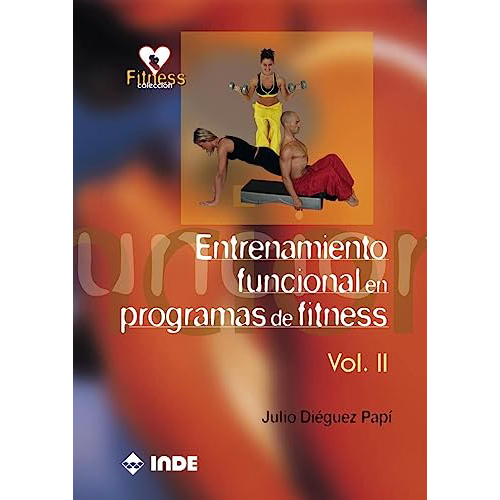 Fitness
colección
Entrenamiento
funcional en
programas de fitness
Vol. II
Julio Diéguez Papí
INDE